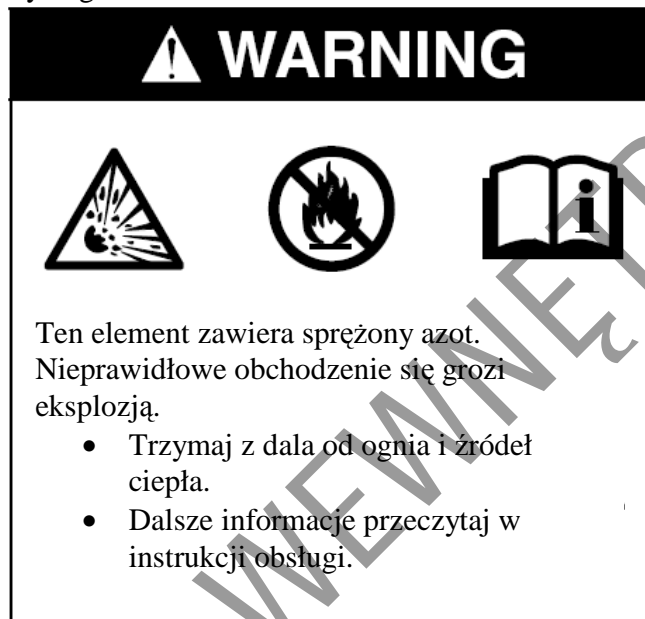 WARNING
Ten element zawiera sprężony azot.
Nieprawidłowe obchodzenie się grozi
eksplozją.
• Trzymaj z dala od ognia i źródeł
ciepła.
• Dalsze informacje przeczytaj w
instrukcji obsługi.